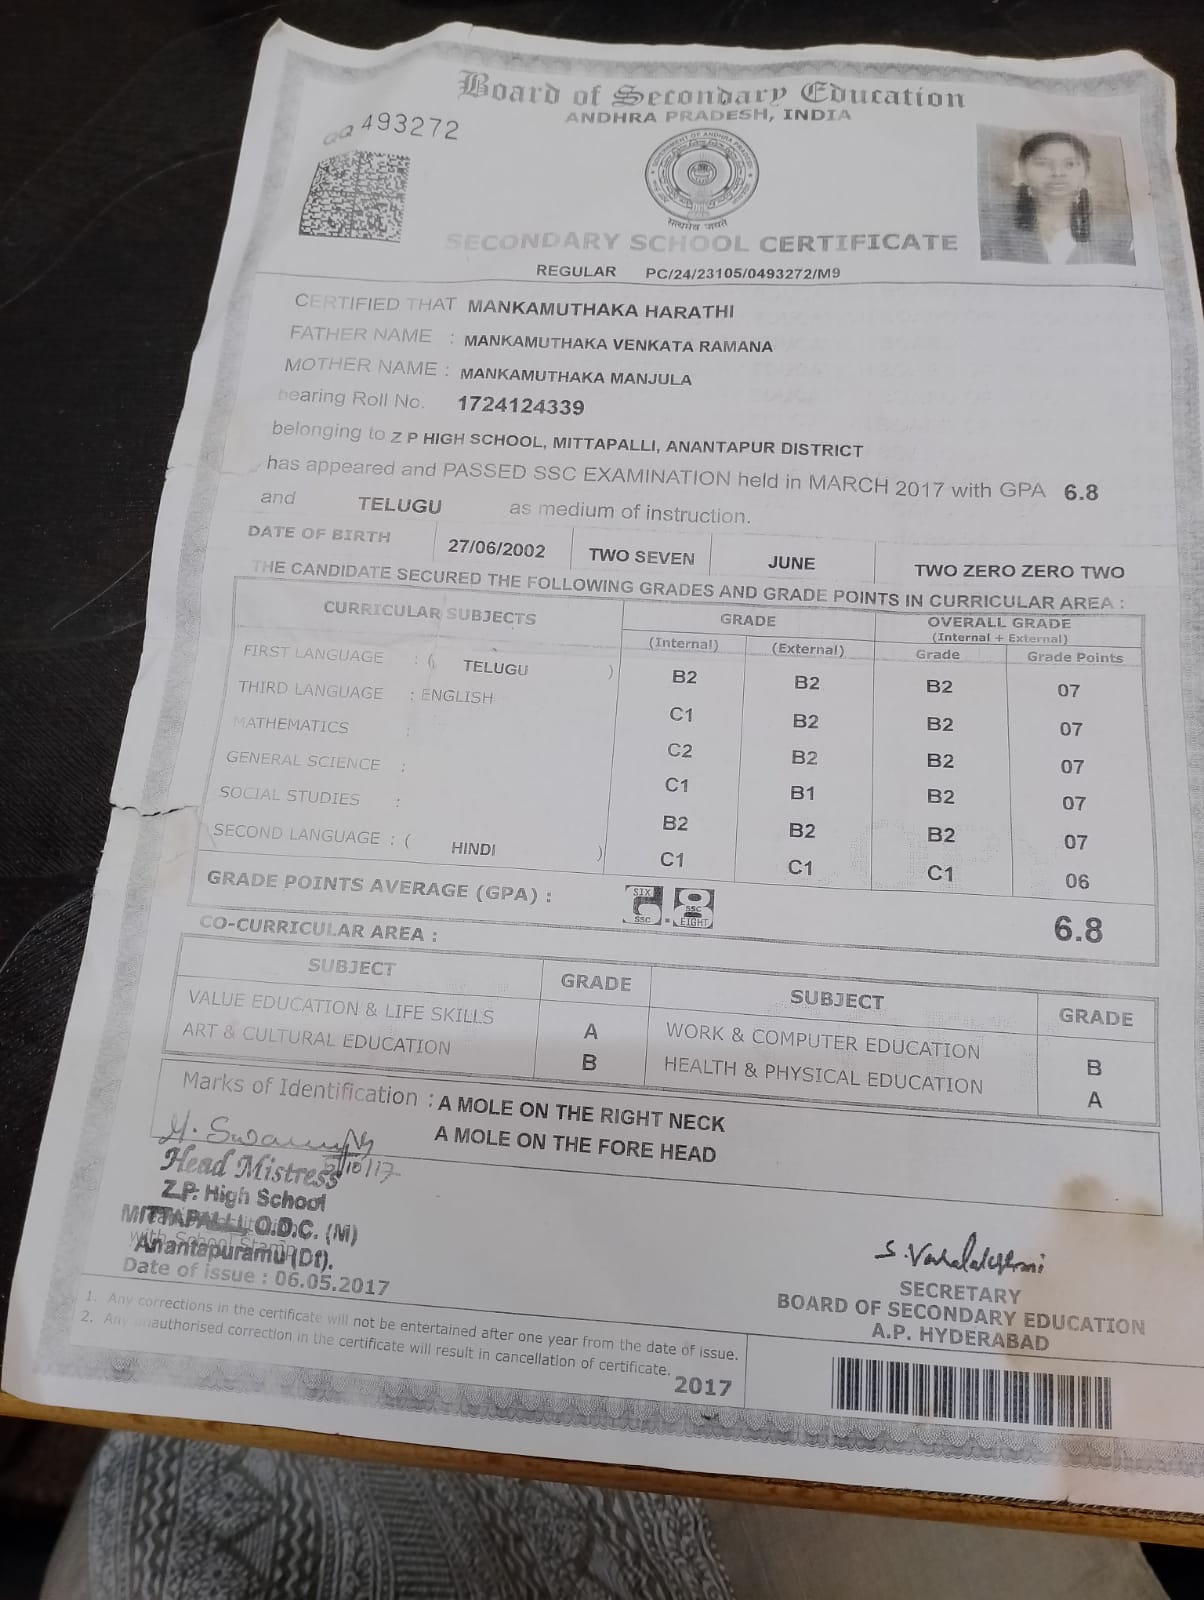 Board of Secondary Education
ANDHRA PRADESH, INDIA
QQ 493272
सत्यमेव जयते
SECONDARY SCHOOL CERTIFICATE
REGULAR PC/24/23105/0493272/M9
CERTIFIED THAT MANKAMUTHAKA HARATHI
FATHER NAME : MANKAMUTHAKA VENKATA RAMANA
MOTHER NAME : MANKAMUTHAKA MANJULA
bearing Roll No. 1724124339
belonging to Z P HIGH SCHOOL, MITTAPALLI, ANANTAPUR DISTRICT
has appeared and PASSED SSC EXAMINATION held in MARCH 2017 with GPA 6.8
and TELUGU as medium of instruction.
DATE OF BIRTH 27/06/2002 TWO SEVEN JUNE TWO ZERO ZERO TWO
THE CANDIDATE SECURED THE FOLLOWING GRADES AND GRADE POINTS IN CURRICULAR AREA :
CURRICULAR SUBJECTS GRADE OVERALL GRADE
(Internal + External)
(Internal) (External) Grade Grade Points
FIRST LANGUAGE : ( TELUGU ) B2 B2 B2 07
THIRD LANGUAGE : ENGLISH C1 B2 B2 07
MATHEMATICS : C2 B2 B2 07
GENERAL SCIENCE : C1 B1 B2 07
SOCIAL STUDIES : B2 B2 B2 07
SECOND LANGUAGE : ( HINDI ) C1 C1 C1 06
GRADE POINTS AVERAGE (GPA) : SIX SSC . SSC EIGHT 6.8
CO-CURRICULAR AREA :
SUBJECT GRADE SUBJECT GRADE
VALUE EDUCATION & LIFE SKILLS A WORK & COMPUTER EDUCATION B
ART & CULTURAL EDUCATION B HEALTH & PHYSICAL EDUCATION A
Marks of Identification : A MOLE ON THE RIGHT NECK
A MOLE ON THE FORE HEAD
Head Mistress
Z.P. High School
MITTAPALLI, O.D.C. (M)
Anantapuramu (Dt).
with School Stamp
Date of issue : 06.05.2017
S. Varalakshmi
SECRETARY
BOARD OF SECONDARY EDUCATION
A.P. HYDERABAD
1. Any corrections in the certificate will not be entertained after one year from the date of issue.
2. Any unauthorised correction in the certificate will result in cancellation of certificate.
2017